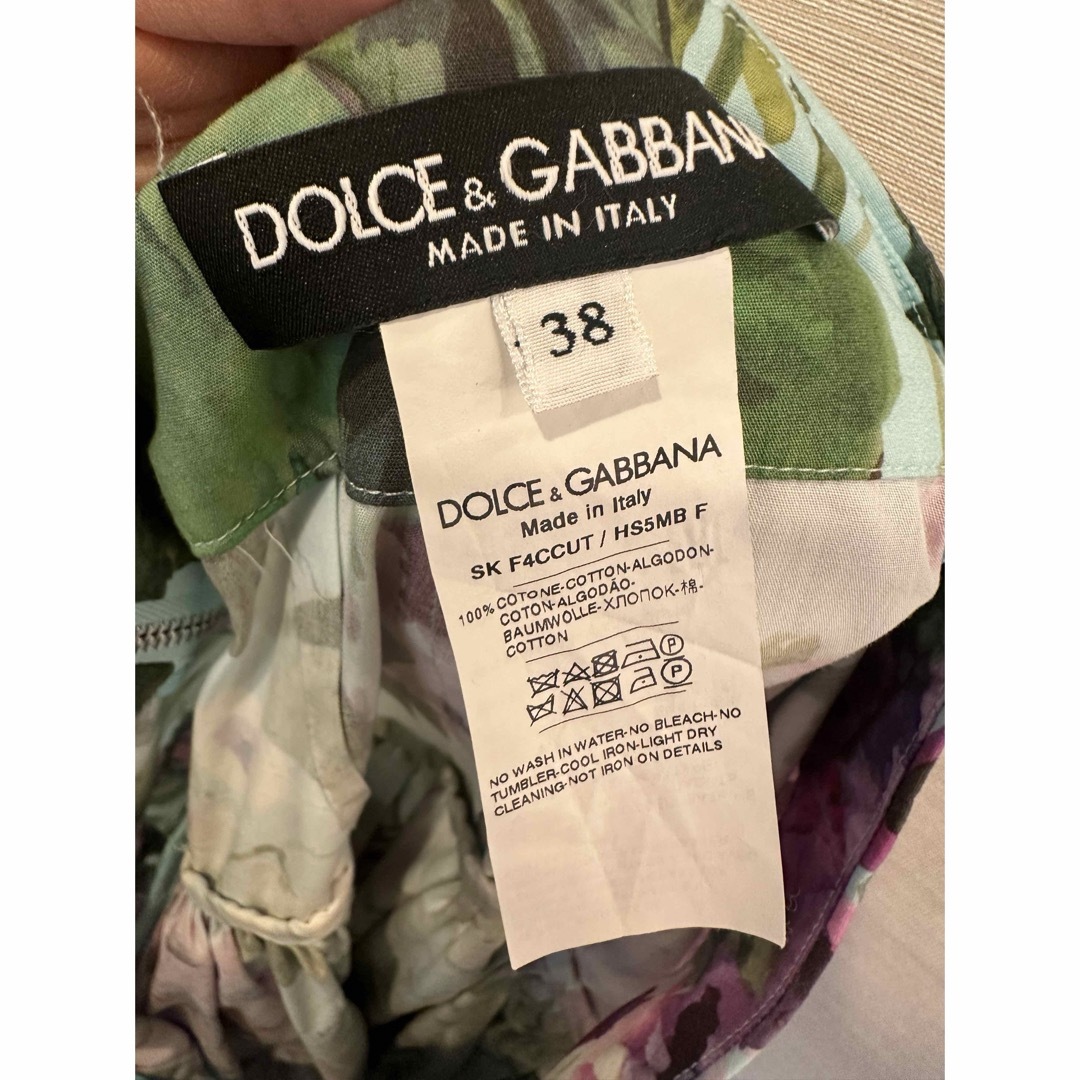 DOLCE & GABBAN
MADE IN ITALY
38
DOLCE & GABBANA
Made in Italy
SK F4CCUT / HS5MB F
100% COTONE-COTTON-ALGODON-
COTON-ALGODÃO-
BAUMWOLLE-ХЛОПОК-棉-
COTTON
P
P
NO WASH IN WATER-NO BLEACH-NO
TUMBLER-COOL IRON-LIGHT DRY
CLEANING-NOT IRON ON DETAILS